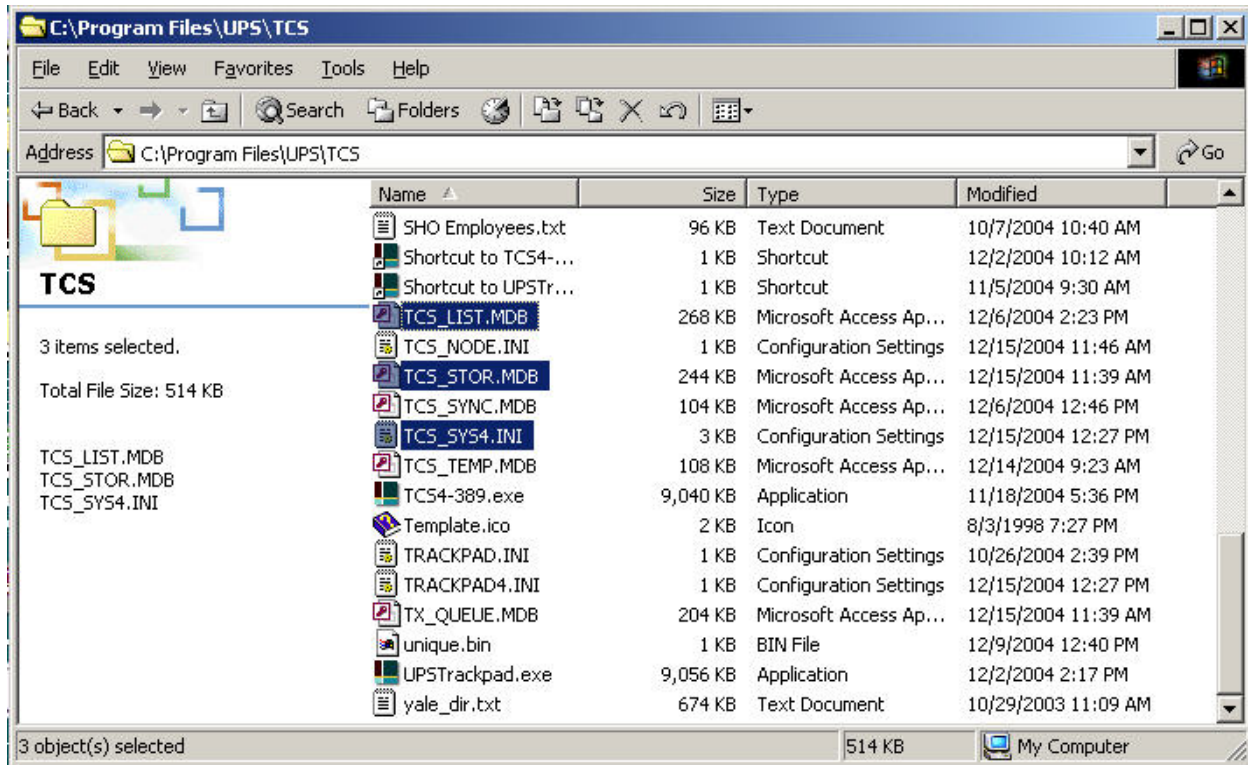 C:\Program Files\UPS\TCS
File Edit View Favorites Tools Help
Back Search Folders
Address C:\Program Files\UPS\TCS Go
TCS
3 items selected.
Total File Size: 514 KB
TCS_LIST.MDB
TCS_STOR.MDB
TCS_SYS4.INI
Name Size Type Modified
SHO Employees.txt 96 KB Text Document 10/7/2004 10:40 AM
Shortcut to TCS4-... 1 KB Shortcut 12/2/2004 10:12 AM
Shortcut to UPSTr... 1 KB Shortcut 11/5/2004 9:30 AM
TCS_LIST.MDB 268 KB Microsoft Access Ap... 12/6/2004 2:23 PM
TCS_NODE.INI 1 KB Configuration Settings 12/15/2004 11:46 AM
TCS_STOR.MDB 244 KB Microsoft Access Ap... 12/15/2004 11:39 AM
TCS_SYNC.MDB 104 KB Microsoft Access Ap... 12/6/2004 12:46 PM
TCS_SYS4.INI 3 KB Configuration Settings 12/15/2004 12:27 PM
TCS_TEMP.MDB 108 KB Microsoft Access Ap... 12/14/2004 9:23 AM
TCS4-389.exe 9,040 KB Application 11/18/2004 5:36 PM
Template.ico 2 KB Icon 8/3/1998 7:27 PM
TRACKPAD.INI 1 KB Configuration Settings 10/26/2004 2:39 PM
TRACKPAD4.INI 1 KB Configuration Settings 12/15/2004 12:27 PM
TX_QUEUE.MDB 204 KB Microsoft Access Ap... 12/15/2004 11:39 AM
unique.bin 1 KB BIN File 12/9/2004 12:40 PM
UPSTrackpad.exe 9,056 KB Application 12/2/2004 2:17 PM
yale_dir.txt 674 KB Text Document 10/29/2003 11:09 AM
3 object(s) selected 514 KB My Computer